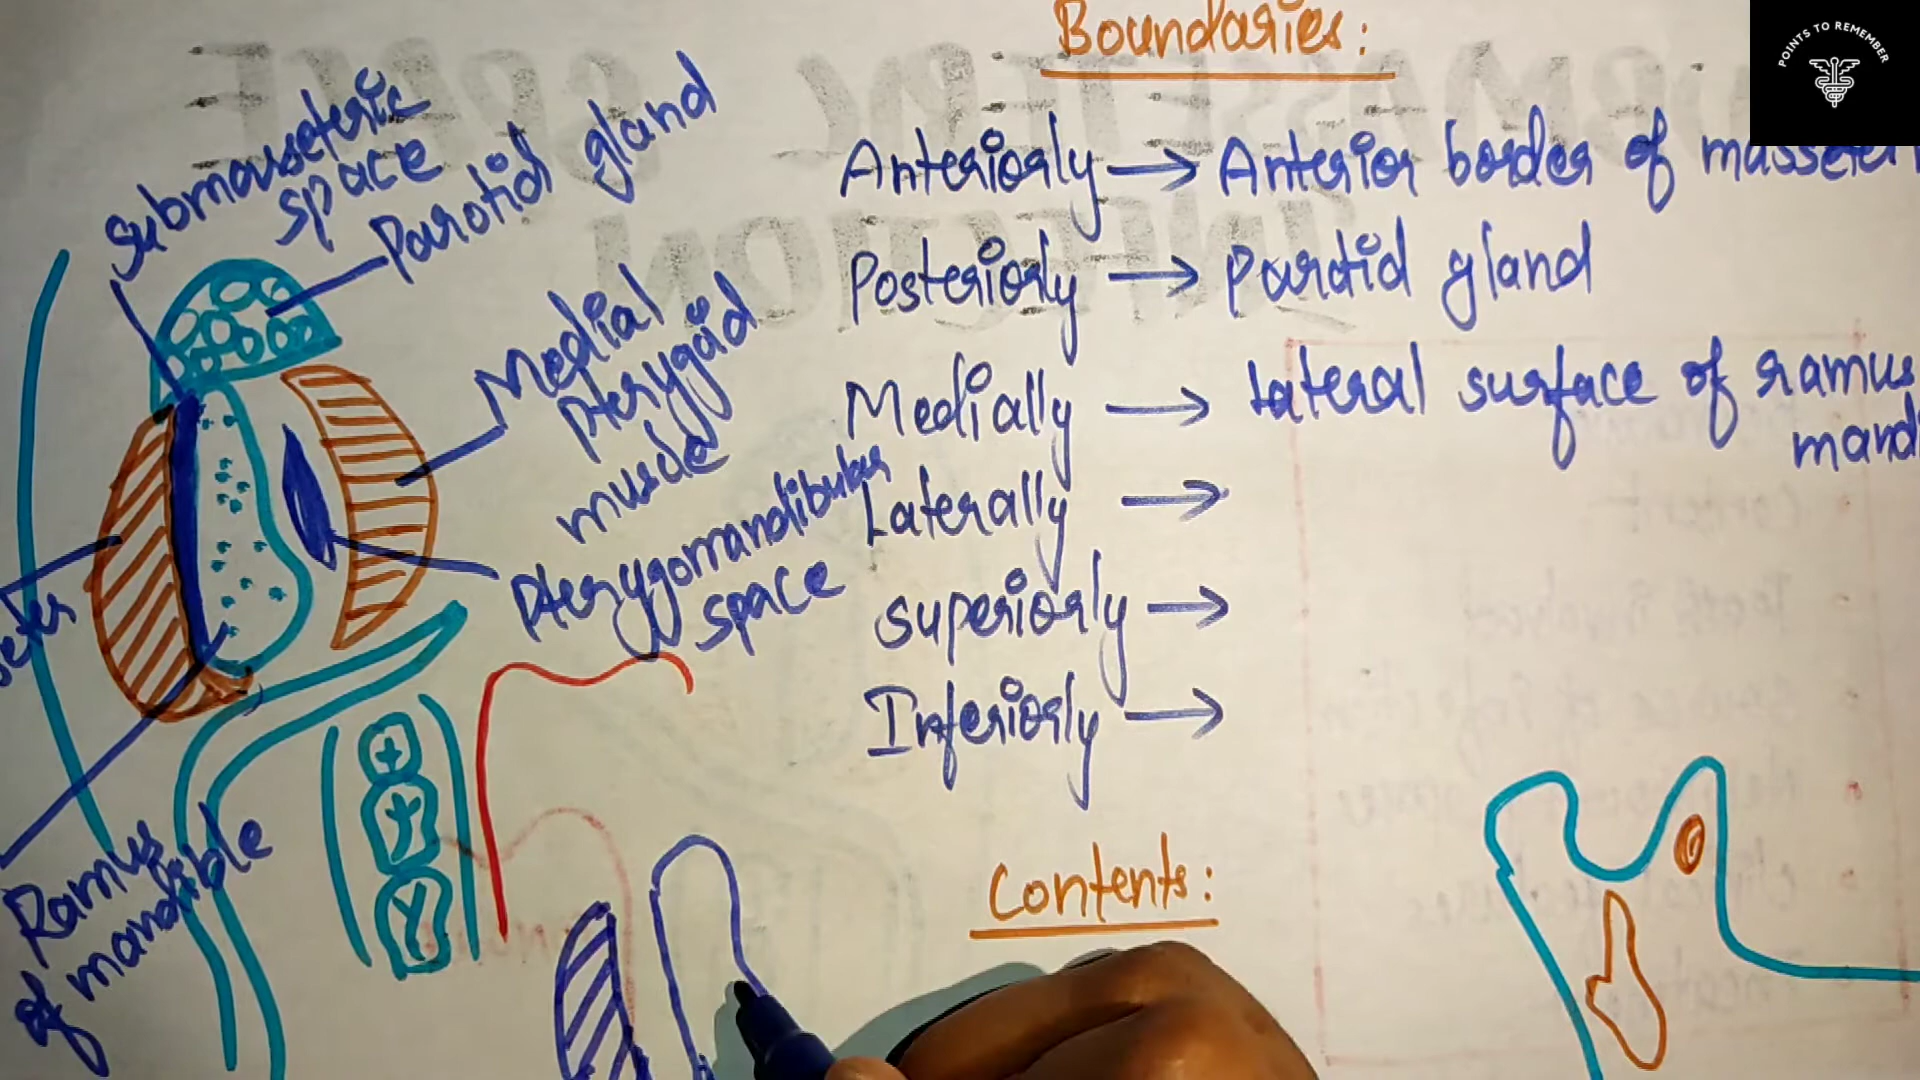 Boundaries:
POINTS TO REMEMBER
submasseteric
space
Parotid gland
Anteriorly → Anterior border of masseter
Posteriorly → Parotid gland
Medial
pterygoid
muscle
Medially → lateral surface of ramus
Pterygomandibular
space
Laterally →
superiorly →
Inferiorly →
Ramus
of mandible
Contents: